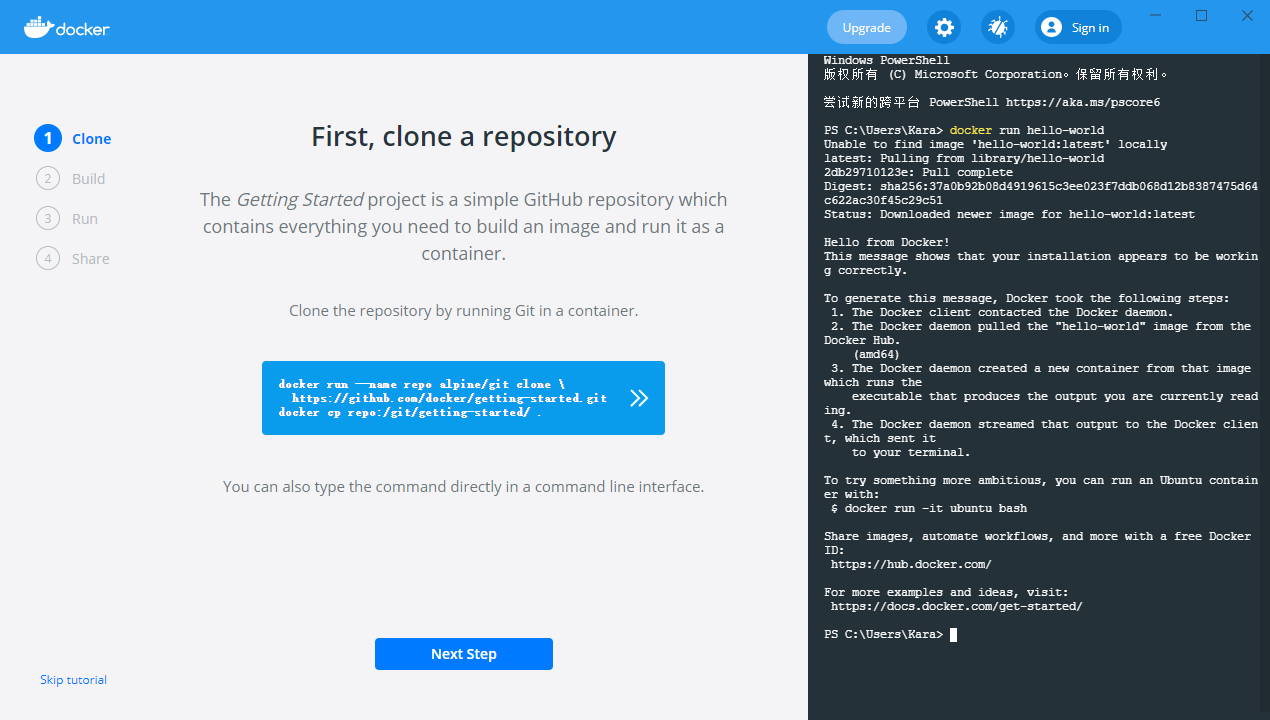 docker
Upgrade
Sign in
1 Clone
2 Build
3 Run
4 Share
First, clone a repository
The Getting Started project is a simple GitHub repository which
contains everything you need to build an image and run it as a
container.
Clone the repository by running Git in a container.
docker run --name repo alpine/git clone \
https://github.com/docker/getting-started.git
docker cp repo:/git/getting-started/ .
You can also type the command directly in a command line interface.
Next Step
Skip tutorial
Windows PowerShell
版权所有 (C) Microsoft Corporation。保留所有权利。
尝试新的跨平台 PowerShell https://aka.ms/pscore6
PS C:\Users\Kara> docker run hello-world
Unable to find image 'hello-world:latest' locally
latest: Pulling from library/hello-world
2db29710123e: Pull complete
Digest: sha256:37a0b92b08d4919615c3ee023f7ddb068d12b8387475d64
c622ac30f45c29c51
Status: Downloaded newer image for hello-world:latest
Hello from Docker!
This message shows that your installation appears to be workin
g correctly.
To generate this message, Docker took the following steps:
1. The Docker client contacted the Docker daemon.
2. The Docker daemon pulled the "hello-world" image from the
Docker Hub.
(amd64)
3. The Docker daemon created a new container from that image
which runs the
executable that produces the output you are currently read
ing.
4. The Docker daemon streamed that output to the Docker clien
t, which sent it
to your terminal.
To try something more ambitious, you can run an Ubuntu contain
er with:
$ docker run -it ubuntu bash
Share images, automate workflows, and more with a free Docker
ID:
https://hub.docker.com/
For more examples and ideas, visit:
https://docs.docker.com/get-started/
PS C:\Users\Kara>